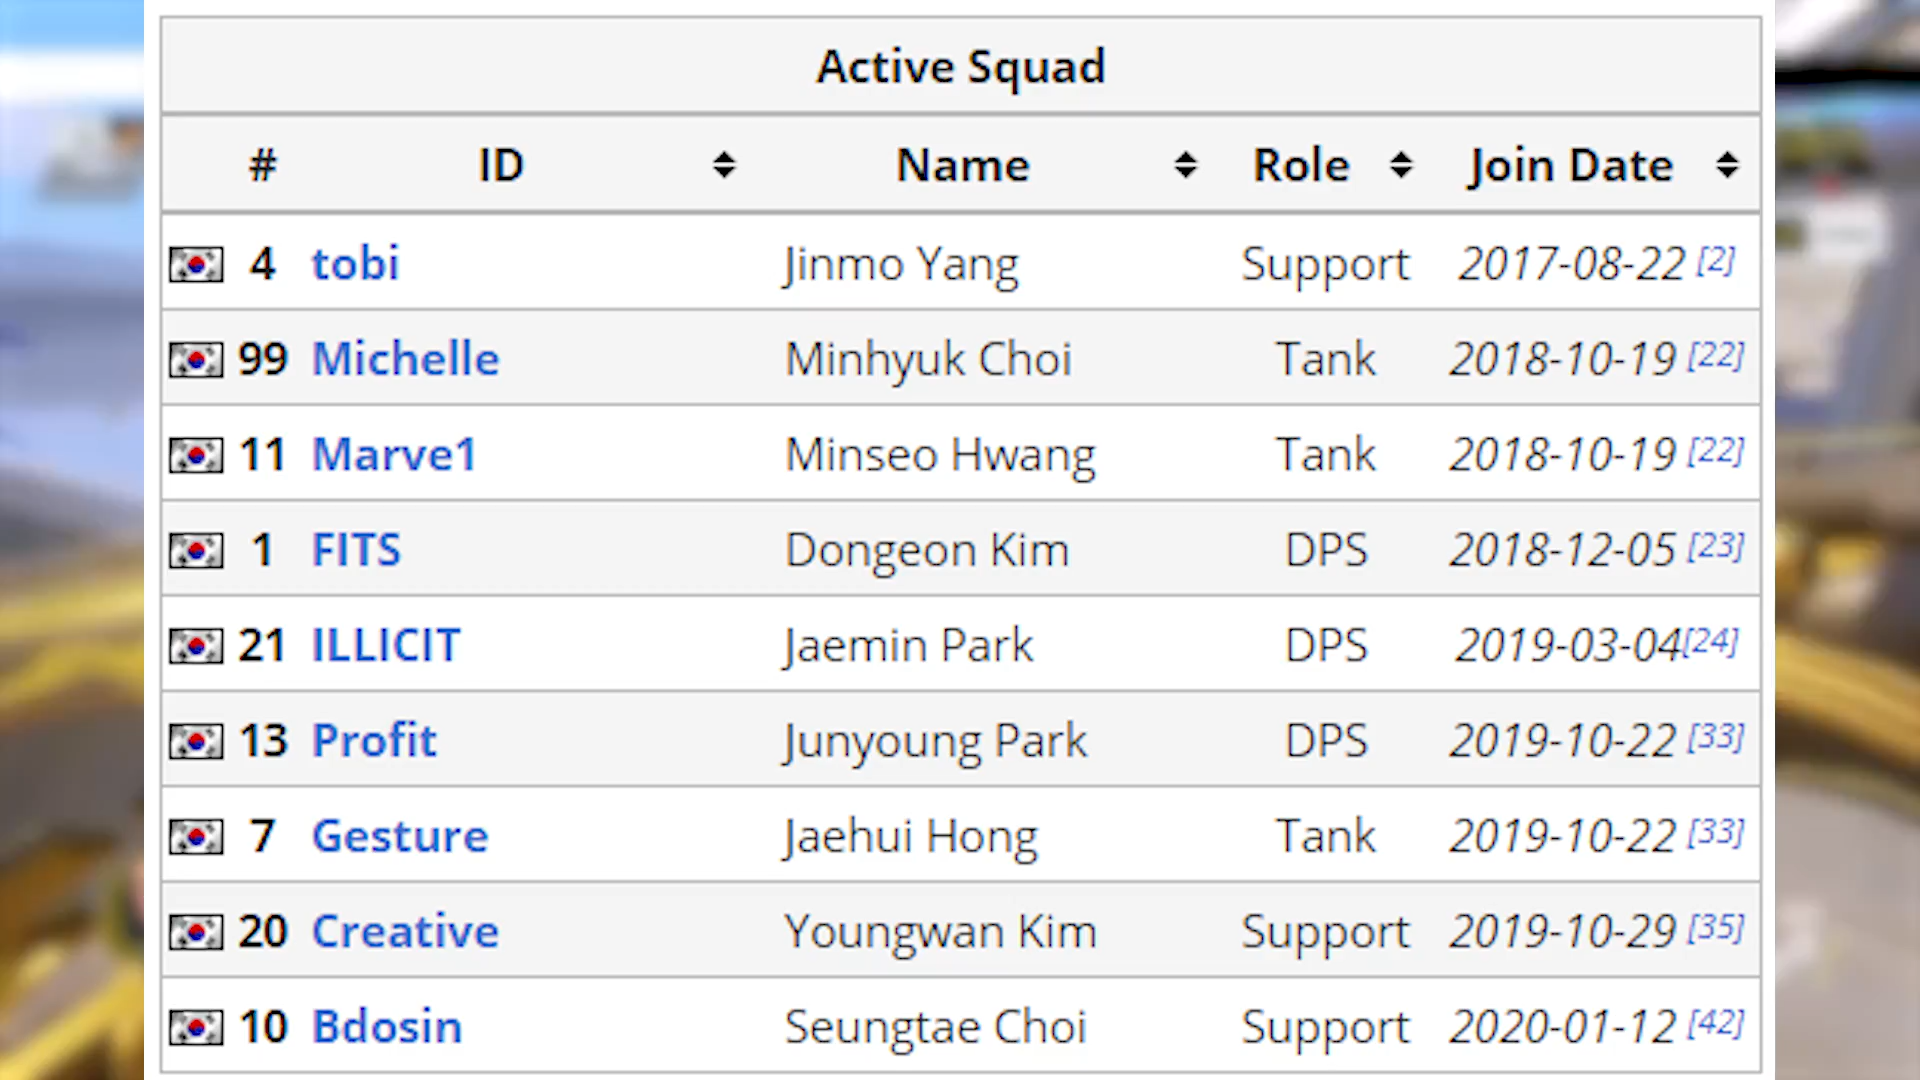 Active Squad
# ID Name Role Join Date
4 tobi Jinmo Yang Support 2017-08-22 [2]
99 Michelle Minhyuk Choi Tank 2018-10-19 [22]
11 Marve1 Minseo Hwang Tank 2018-10-19 [22]
1 FITS Dongeon Kim DPS 2018-12-05 [23]
21 ILLICIT Jaemin Park DPS 2019-03-04[24]
13 Profit Junyoung Park DPS 2019-10-22 [33]
7 Gesture Jaehui Hong Tank 2019-10-22 [33]
20 Creative Youngwan Kim Support 2019-10-29 [35]
10 Bdosin Seungtae Choi Support 2020-01-12 [42]